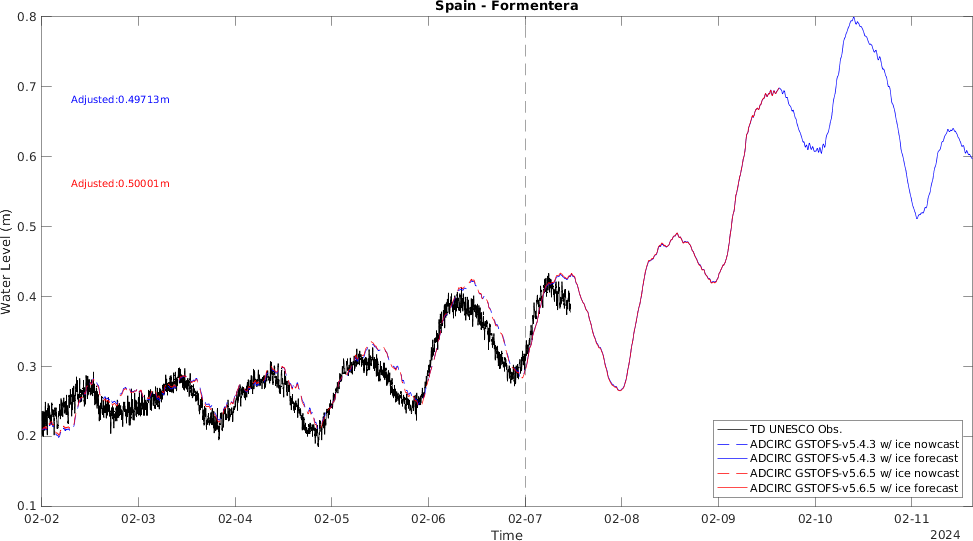 Spain - Formentera
0.8
0.7
0.6
0.5
0.4
0.3
0.2
0.1
Water Level (m)
Adjusted:0.49713m
Adjusted:0.50001m
TD UNESCO Obs.
ADCIRC GSTOFS-v5.4.3 w/ ice nowcast
ADCIRC GSTOFS-v5.4.3 w/ ice forecast
ADCIRC GSTOFS-v5.6.5 w/ ice nowcast
ADCIRC GSTOFS-v5.6.5 w/ ice forecast
02-02 02-03 02-04 02-05 02-06 02-07 02-08 02-09 02-10 02-11
Time
2024